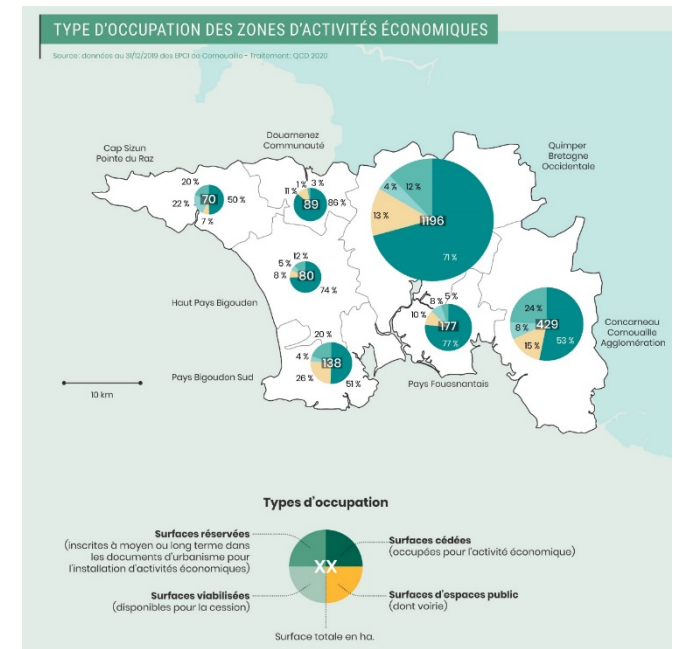 TYPE D'OCCUPATION DES ZONES D'ACTIVITÉS ÉCONOMIQUES
Source: données au 31/12/2019 des EPCI de Cornouaille - Traitement: QCD 2020
Cap Sizun
Pointe du Raz
20 %
22 %
7 %
50 %
70
Douarnenez
Communauté
11 %
1 %
3 %
86 %
89
Quimper
Bretagne
Occidentale
4 %
12 %
13 %
1196
71 %
Haut Pays Bigouden
12 %
5 %
8 %
80
74 %
Pays Bigouden Sud
20 %
4 %
26 %
138
51 %
Pays Fouesnantais
5 %
8 %
10 %
177
77 %
Concarneau
Cornouaille
Agglomération
24 %
8 %
429
15 %
53 %
10 km
Types d'occupation
Surfaces réservées
(inscrites à moyen ou long terme dans
les documents d'urbanisme pour
l'installation d'activités économiques)
Surfaces cédées
(occupées pour l'activité économique)
XX
Surfaces viabilisées
(disponibles pour la cession)
Surfaces d'espaces public
(dont voirie)
Surface totale en ha.